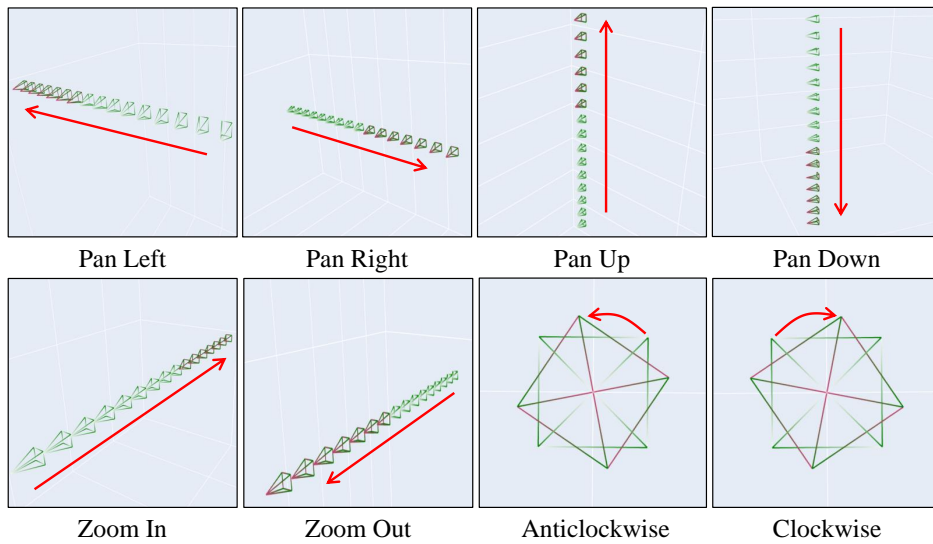 Pan Left
Pan Right
Pan Up
Pan Down
Zoom In
Zoom Out
Anticlockwise
Clockwise